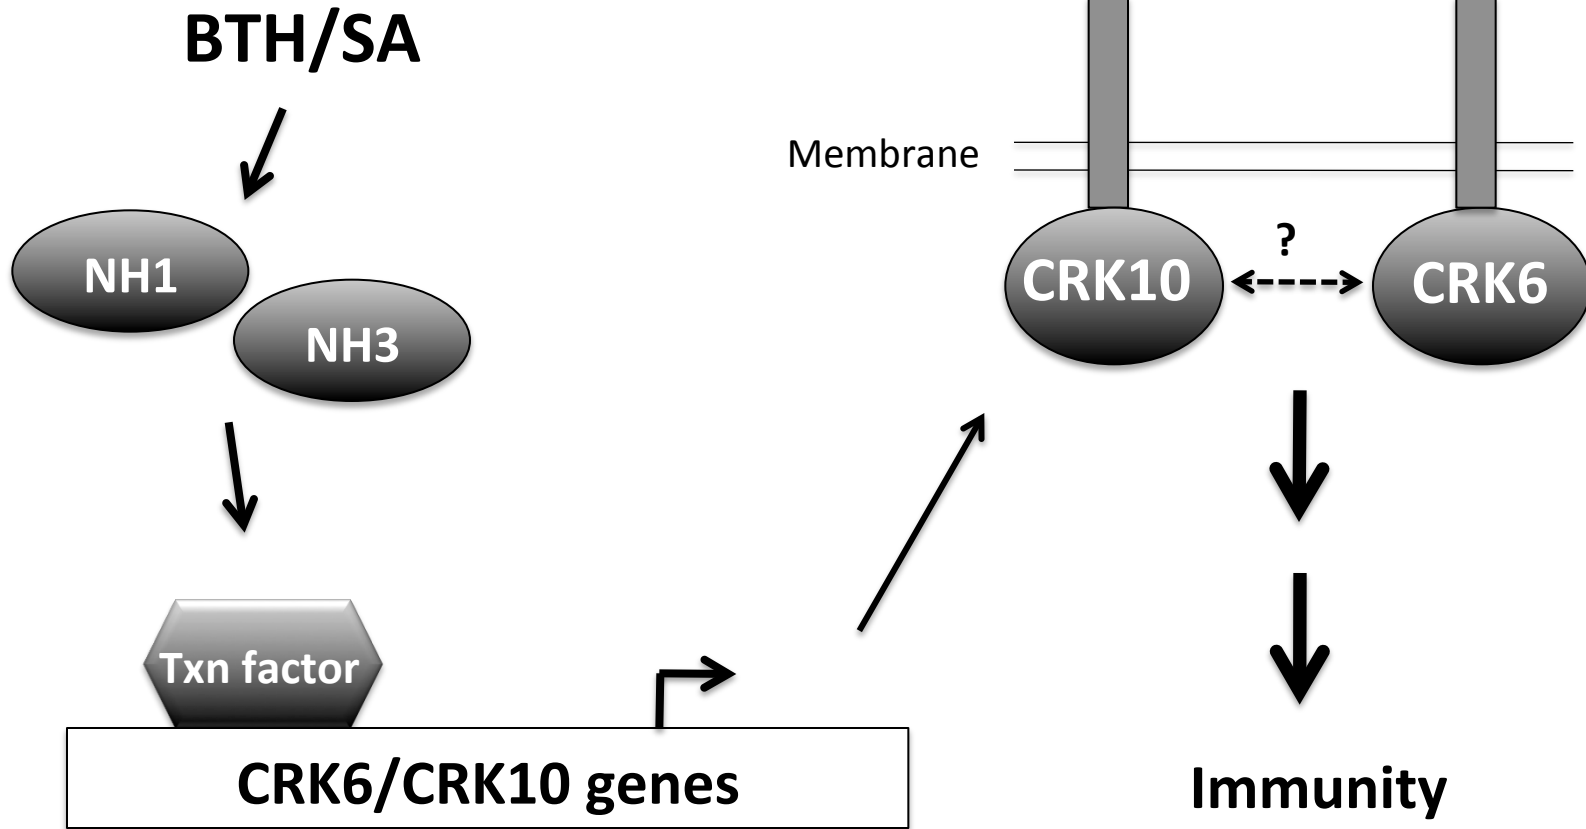 BTH/SA
Membrane
NH1
NH3
?
CRK10
CRK6
Txn factor
CRK6/CRK10 genes
Immunity